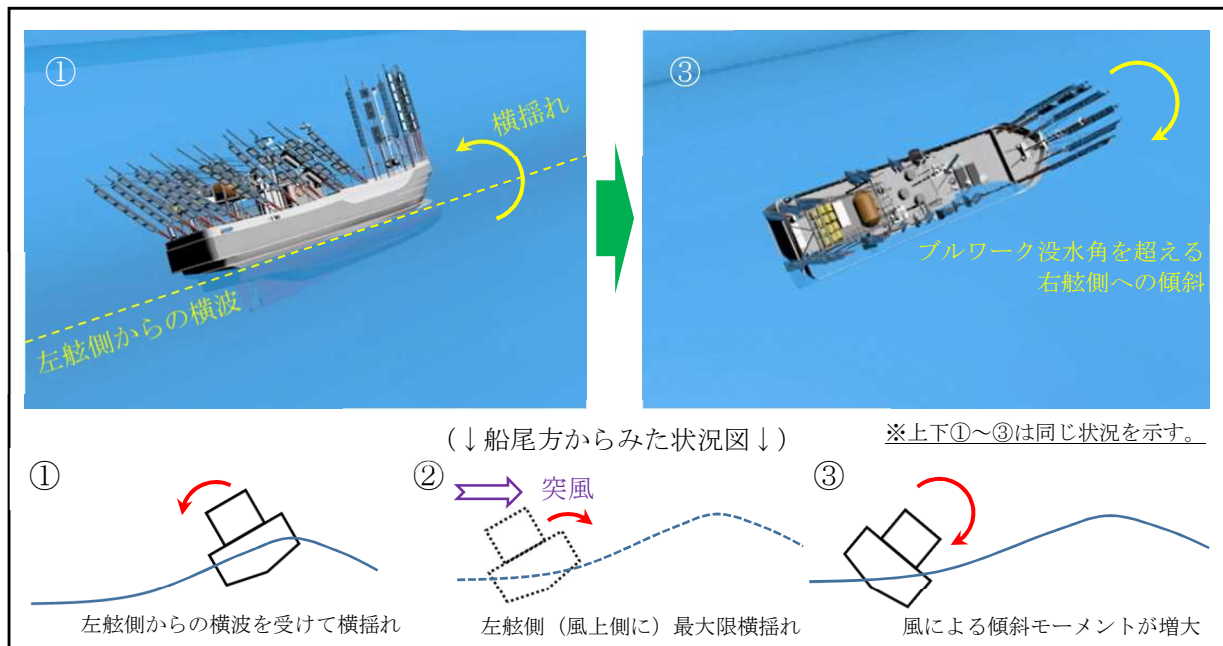 ①
横揺れ
左舷側からの横波
③
ブルワーク没水角を超える
右舷側への傾斜
（↓船尾方からみた状況図↓）
※上下①～③は同じ状況を示す。
①
左舷側からの横波を受けて横揺れ
②
突風
左舷側（風上側に）最大限横揺れ
③
風による傾斜モーメントが増大